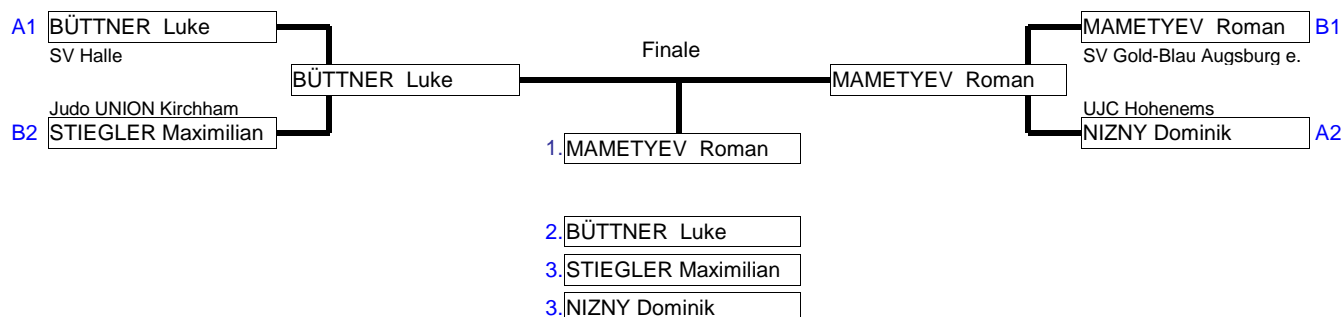 A1 BÜTTNER Luke
SV Halle
BÜTTNER Luke
Judo UNION Kirchham
B2 STIEGLER Maximilian
Finale
MAMETYEV Roman B1
SV Gold-Blau Augsburg e.
MAMETYEV Roman
UJC Hohenems
NIZNY Dominik A2
1. MAMETYEV Roman
2. BÜTTNER Luke
3. STIEGLER Maximilian
3. NIZNY Dominik